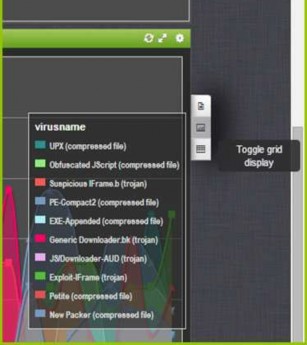 virusname
UPX (compressed file)
Obfuscated JScript (compressed file)
Suspicious IFrame.b (trojan)
PE-Compact2 (compressed file)
EXE-Appended (compressed file)
Generic Downloader.bk (trojan)
JS/Downloader-AUD (trojan)
Exploit-IFrame (trojan)
Petite (compressed file)
New Packer (compressed file)
Toggle grid
display